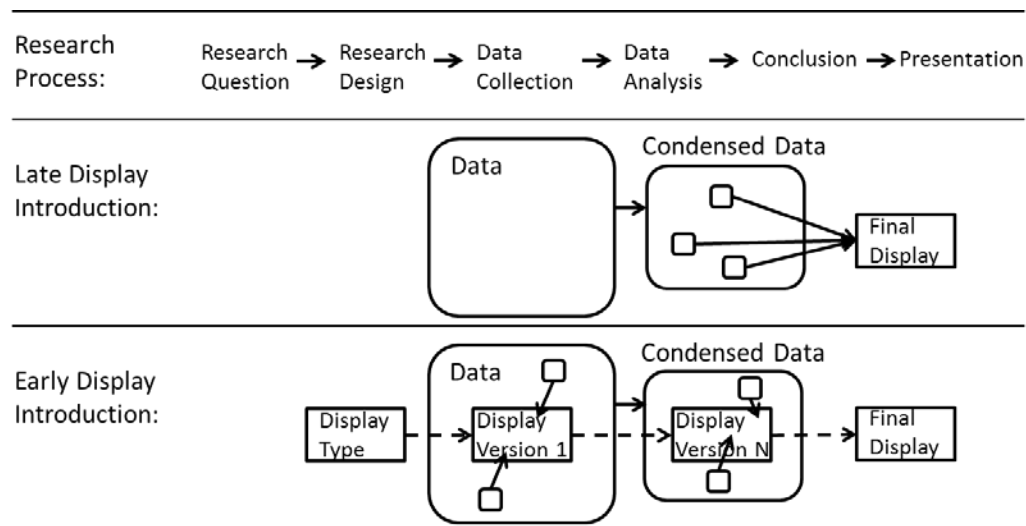 Research
Process:
Research
Question
Research
Design
Data
Collection
Data
Analysis
Conclusion
Presentation
Late Display
Introduction:
Data
Condensed Data
Final
Display
Early Display
Introduction:
Display
Type
Data
Display
Version 1
Condensed Data
Display
Version N
Final
Display